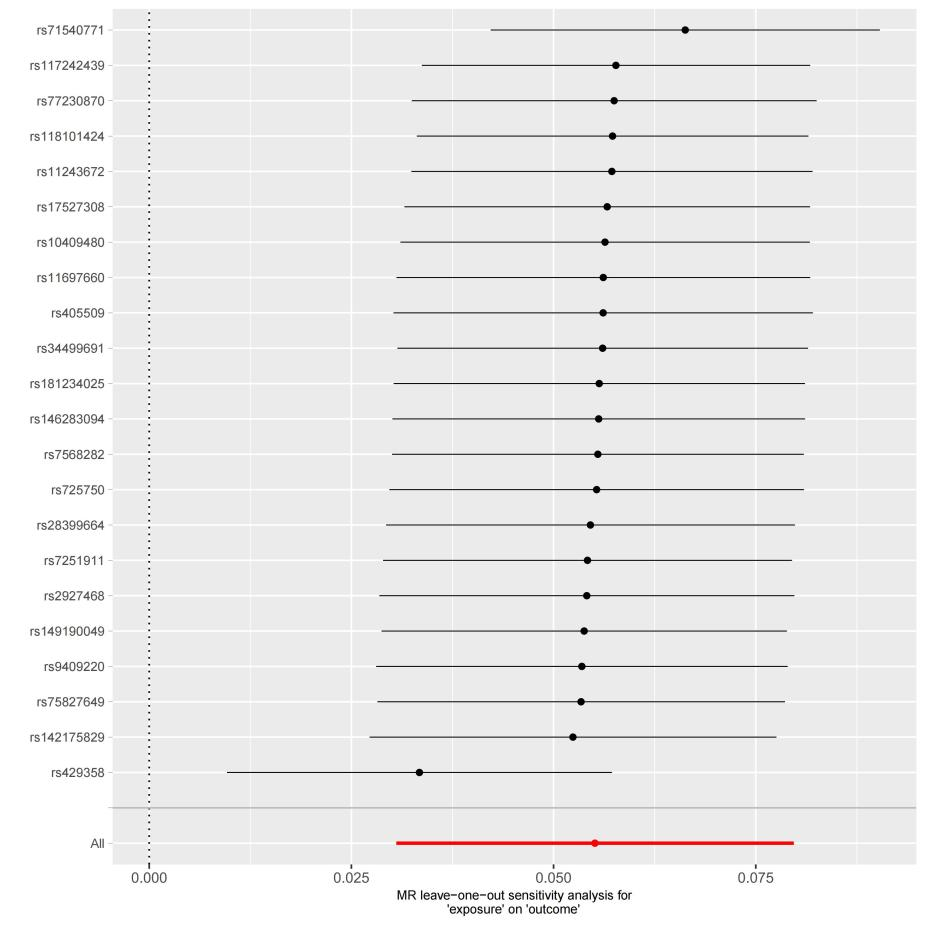 rs71540771
rs117242439
rs77230870
rs118101424
rs11243672
rs17527308
rs10409480
rs11697660
rs405509
rs34499691
rs181234025
rs146283094
rs7568282
rs725750
rs28399664
rs7251911
rs2927468
rs149190049
rs9409220
rs75827649
rs142175829
rs429358
All
0.000 0.025 0.050 0.075
MR leave−one−out sensitivity analysis for
'exposure' on 'outcome'